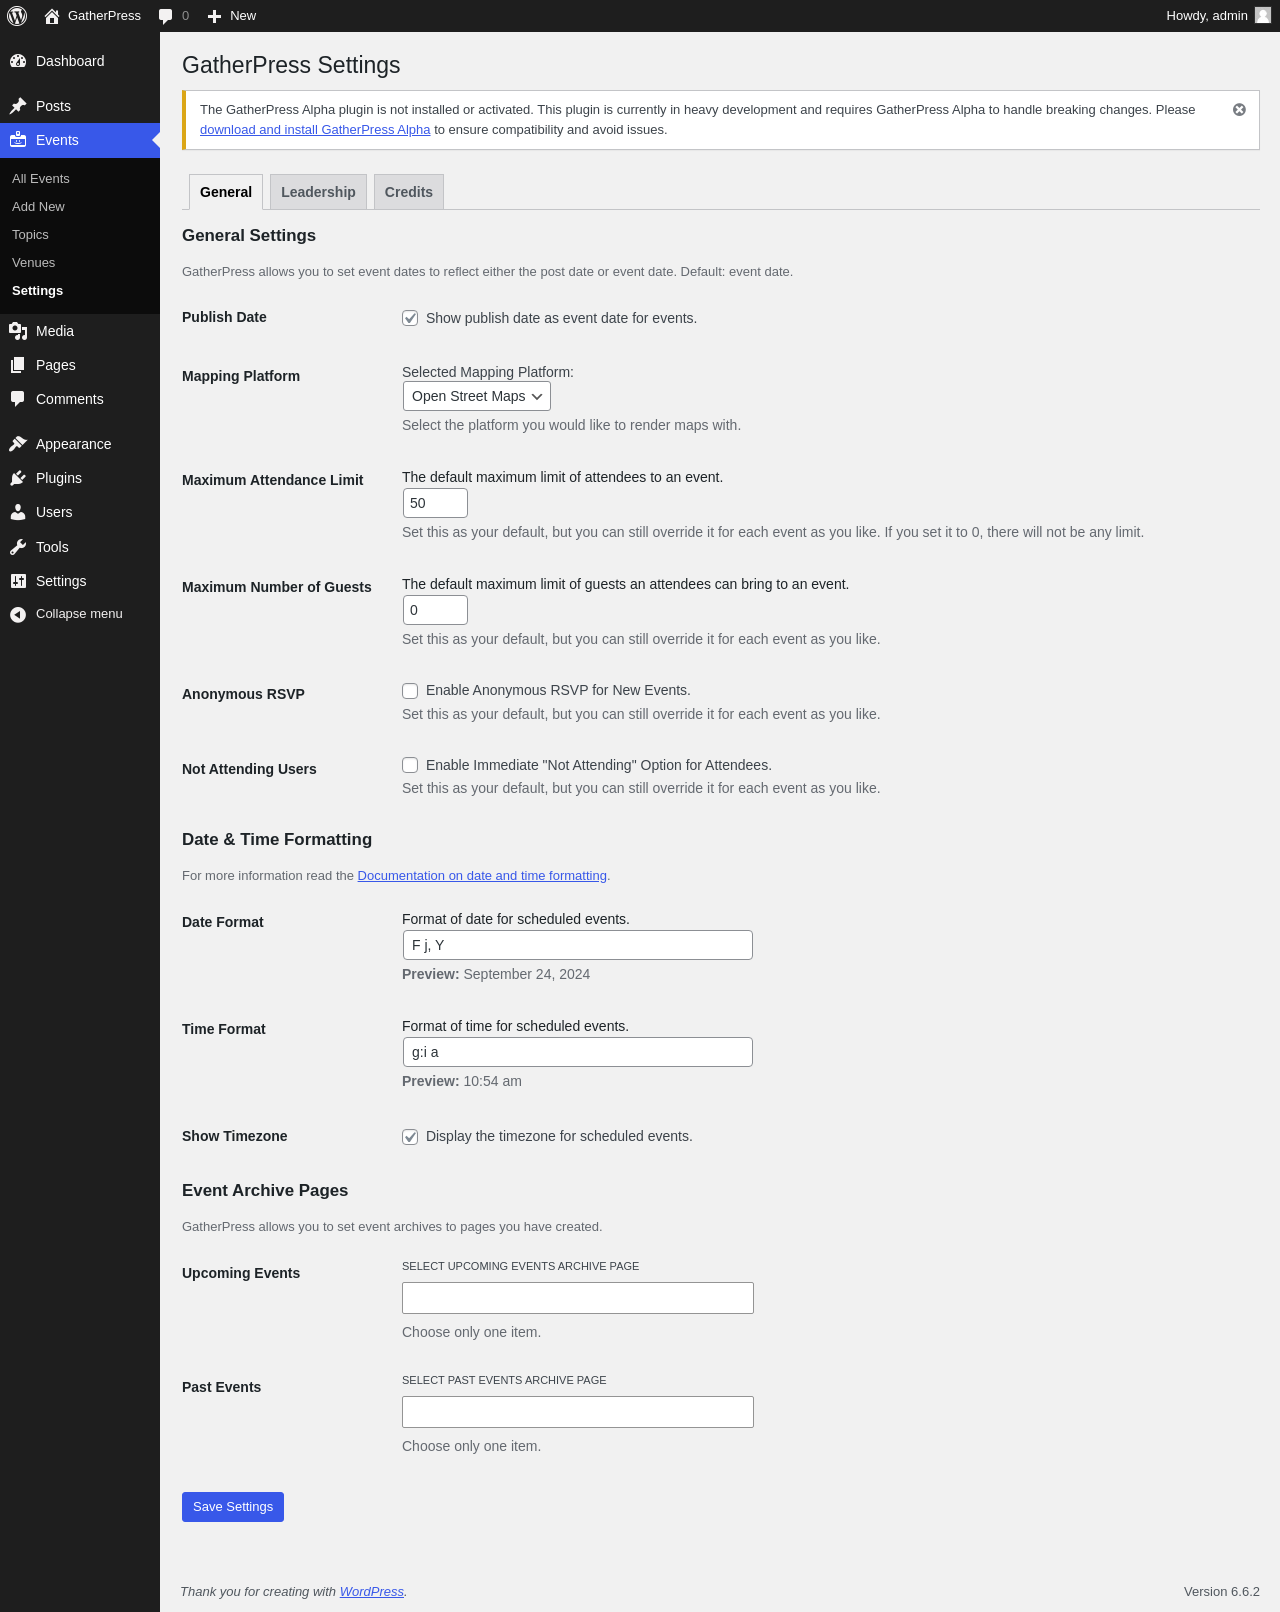 GatherPress
0
New
Howdy, admin
Dashboard
Posts
Events
All Events
Add New
Topics
Venues
Settings
Media
Pages
Comments
Appearance
Plugins
Users
Tools
Settings
Collapse menu
GatherPress Settings
The GatherPress Alpha plugin is not installed or activated. This plugin is currently in heavy development and requires GatherPress Alpha to handle breaking changes. Please
download and install GatherPress Alpha to ensure compatibility and avoid issues.
General
Leadership
Credits
General Settings
GatherPress allows you to set event dates to reflect either the post date or event date. Default: event date.
Publish Date
Show publish date as event date for events.
Mapping Platform
Selected Mapping Platform:
Open Street Maps
Select the platform you would like to render maps with.
Maximum Attendance Limit
The default maximum limit of attendees to an event.
50
Set this as your default, but you can still override it for each event as you like. If you set it to 0, there will not be any limit.
Maximum Number of Guests
The default maximum limit of guests an attendees can bring to an event.
0
Set this as your default, but you can still override it for each event as you like.
Anonymous RSVP
Enable Anonymous RSVP for New Events.
Set this as your default, but you can still override it for each event as you like.
Not Attending Users
Enable Immediate "Not Attending" Option for Attendees.
Set this as your default, but you can still override it for each event as you like.
Date & Time Formatting
For more information read the Documentation on date and time formatting.
Date Format
Format of date for scheduled events.
F j, Y
Preview: September 24, 2024
Time Format
Format of time for scheduled events.
g:i a
Preview: 10:54 am
Show Timezone
Display the timezone for scheduled events.
Event Archive Pages
GatherPress allows you to set event archives to pages you have created.
Upcoming Events
SELECT UPCOMING EVENTS ARCHIVE PAGE
Choose only one item.
Past Events
SELECT PAST EVENTS ARCHIVE PAGE
Choose only one item.
Save Settings
Thank you for creating with WordPress.
Version 6.6.2